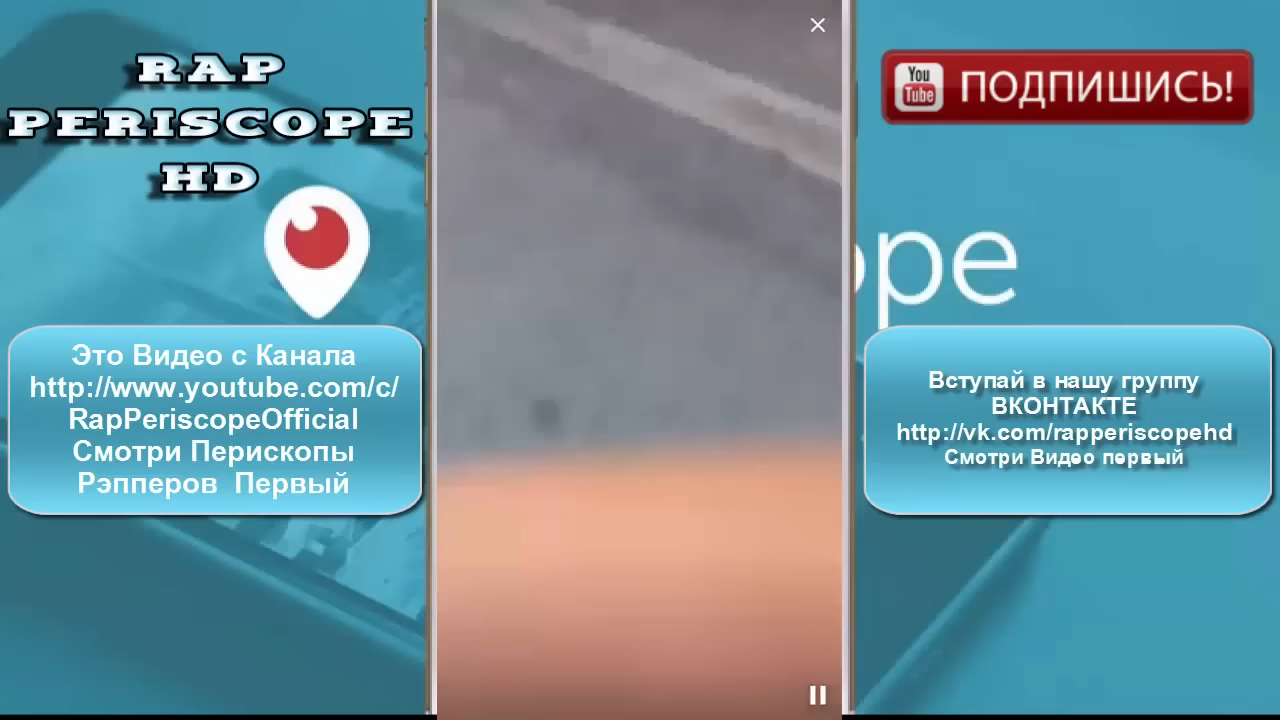 RAP
PERISCOPE
HD
Это Видео с Канала
http://www.youtube.com/c/
RapPeriscopeOfficial
Смотри Перископы
Рэпперов Первый
You
Tube
ПОДПИШИСЬ!
ope
Вступай в нашу группу
ВКОНТАКТЕ
http://vk.com/rapperiscopehd
Смотри Видео первый